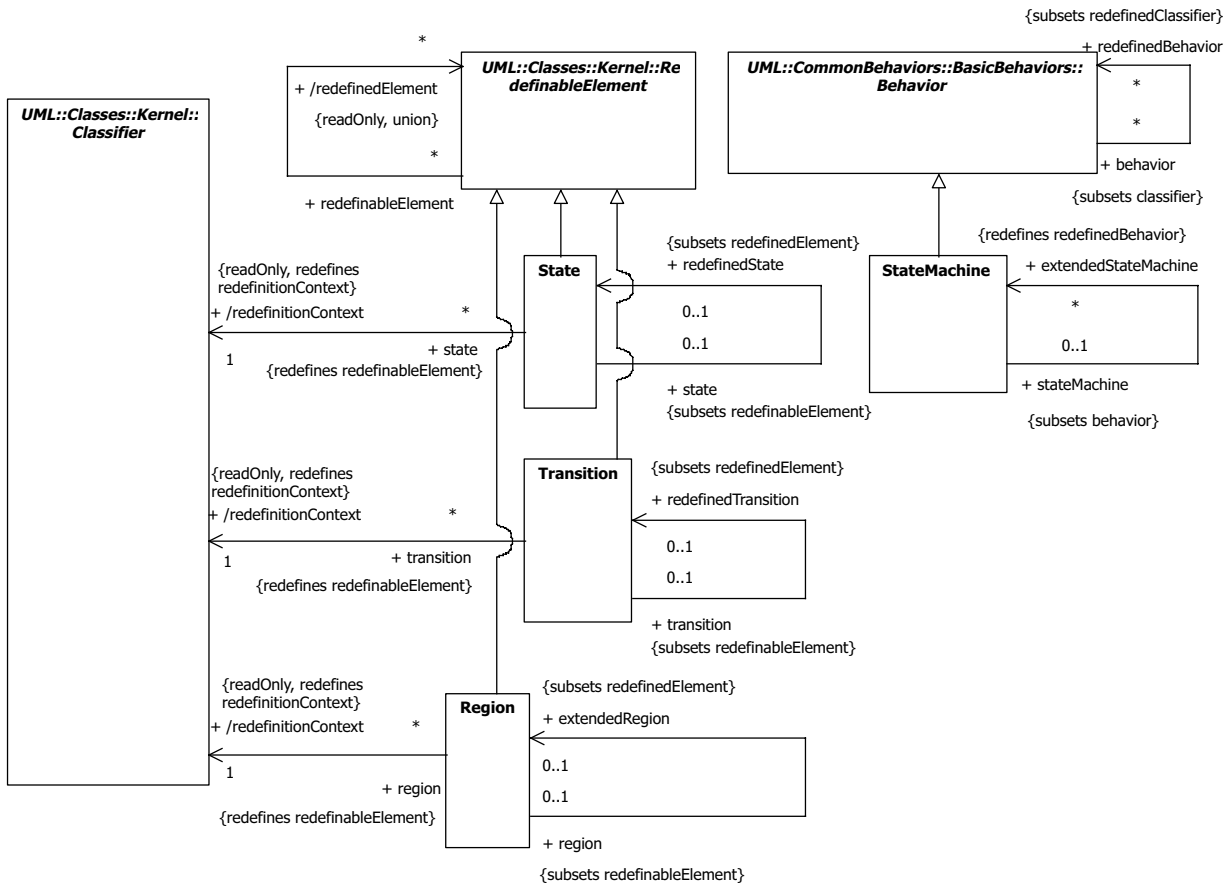 {subsets redefinedClassifier}
+ redefinedBehavior
*
*
+ behavior
{subsets classifier}
UML::CommonBehaviors::BasicBehaviors::
Behavior
*
+ /redefinedElement
{readOnly, union}
*
+ redefinableElement
UML::Classes::Kernel::Re
definableElement
UML::Classes::Kernel::
Classifier
{readOnly, redefines
redefinitionContext}
+ /redefinitionContext
*
1
+ state
{redefines redefinableElement}
State
{subsets redefinedElement}
+ redefinedState
0..1
0..1
+ state
{subsets redefinableElement}
{redefines redefinedBehavior}
StateMachine
+ extendedStateMachine
*
0..1
+ stateMachine
{subsets behavior}
{readOnly, redefines
redefinitionContext}
+ /redefinitionContext
*
1
+ transition
{redefines redefinableElement}
Transition
{subsets redefinedElement}
+ redefinedTransition
0..1
0..1
+ transition
{subsets redefinableElement}
{readOnly, redefines
redefinitionContext}
+ /redefinitionContext
*
1
+ region
{redefines redefinableElement}
Region
{subsets redefinedElement}
+ extendedRegion
0..1
0..1
+ region
{subsets redefinableElement}